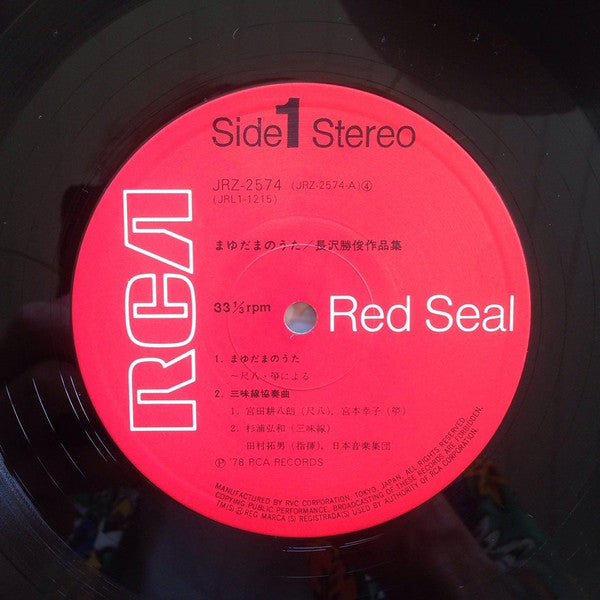 Side 1 Stereo
JRZ-2574 (JRZ-2574-A)④
(JRL1-1215)
まゆだまのうた/長沢勝俊作品集
33 1/3 rpm
Red Seal
RCA
1. まゆだまのうた
〜尺八・箏による
2. 三味線協奏曲
1. 宮田耕八朗(尺八)、宮本幸子(箏)
2. 杉浦弘和(三味線)
田村拓男(指揮)、日本音楽集団
Ⓟ '78 RCA RECORDS
MANUFACTURED BY RVC CORPORATION, TOKYO, JAPAN. ALL RIGHTS RESERVED.
COPYING PUBLIC PERFORMANCE, BROADCASTING OF THESE RECORDS ARE FORBIDDEN.
TM(S) ® REG MARCA(S) REGISTRADA(S) USED BY AUTHORITY OF RCA CORPORATION.